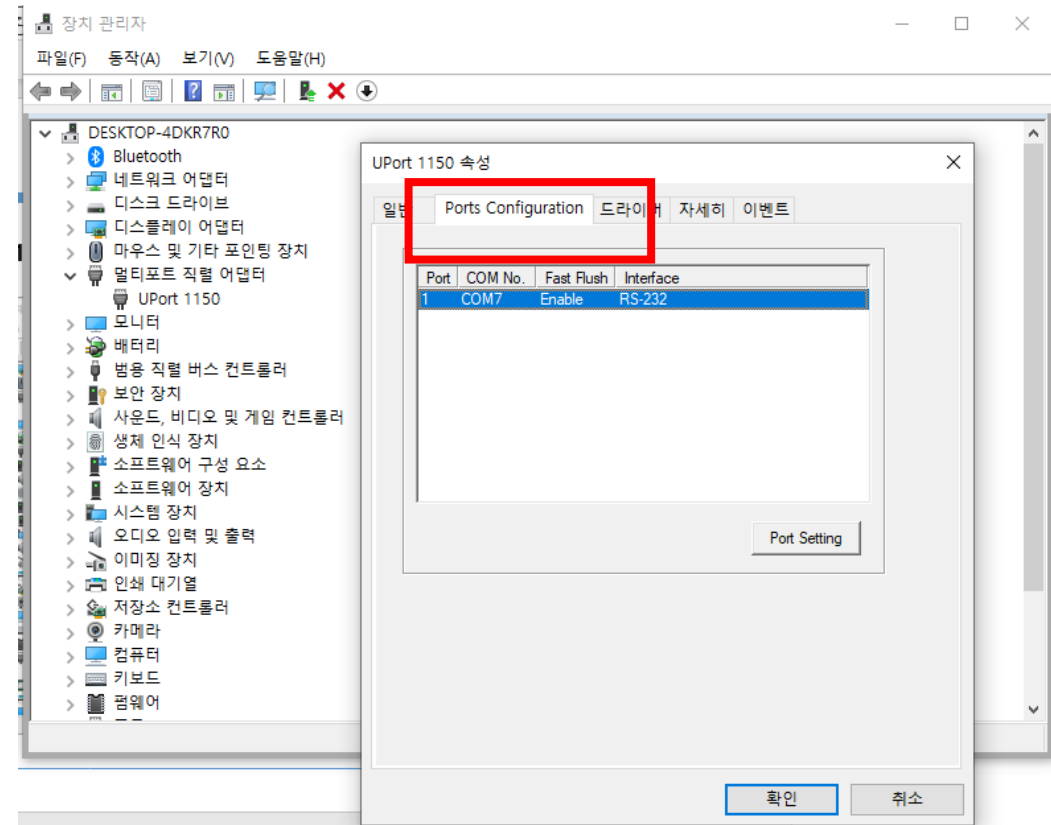 장치 관리자
파일(F) 동작(A) 보기(V) 도움말(H)
DESKTOP-4DKR7R0
Bluetooth
네트워크 어댑터
디스크 드라이브
디스플레이 어댑터
마우스 및 기타 포인팅 장치
멀티포트 직렬 어댑터
UPort 1150
모니터
배터리
범용 직렬 버스 컨트롤러
보안 장치
사운드, 비디오 및 게임 컨트롤러
생체 인식 장치
소프트웨어 구성 요소
소프트웨어 장치
시스템 장치
오디오 입력 및 출력
이미징 장치
인쇄 대기열
저장소 컨트롤러
카메라
컴퓨터
키보드
펌웨어
UPort 1150 속성
Ports Configuration 자세히 이벤트
Port COM No. Fast Flush Interface
1 COM7 Enable RS-232
Port Setting
확인 취소